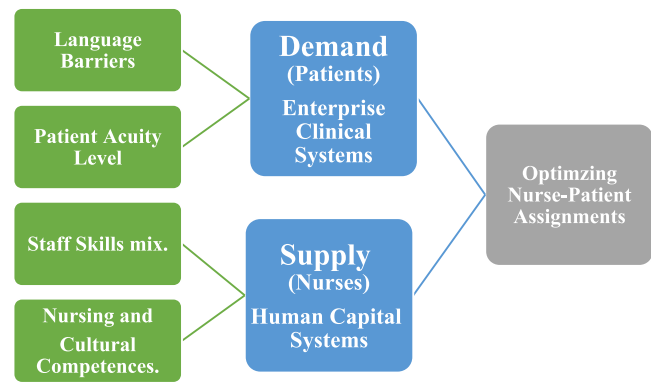 Language
Barriers
Patient Acuity
Level
Staff Skills mix.
Nursing and
Cultural
Competences.
Demand
(Patients)
Enterprise
Clinical
Systems
Supply
(Nurses)
Human Capital
Systems
Optimzing
Nurse-Patient
Assignments